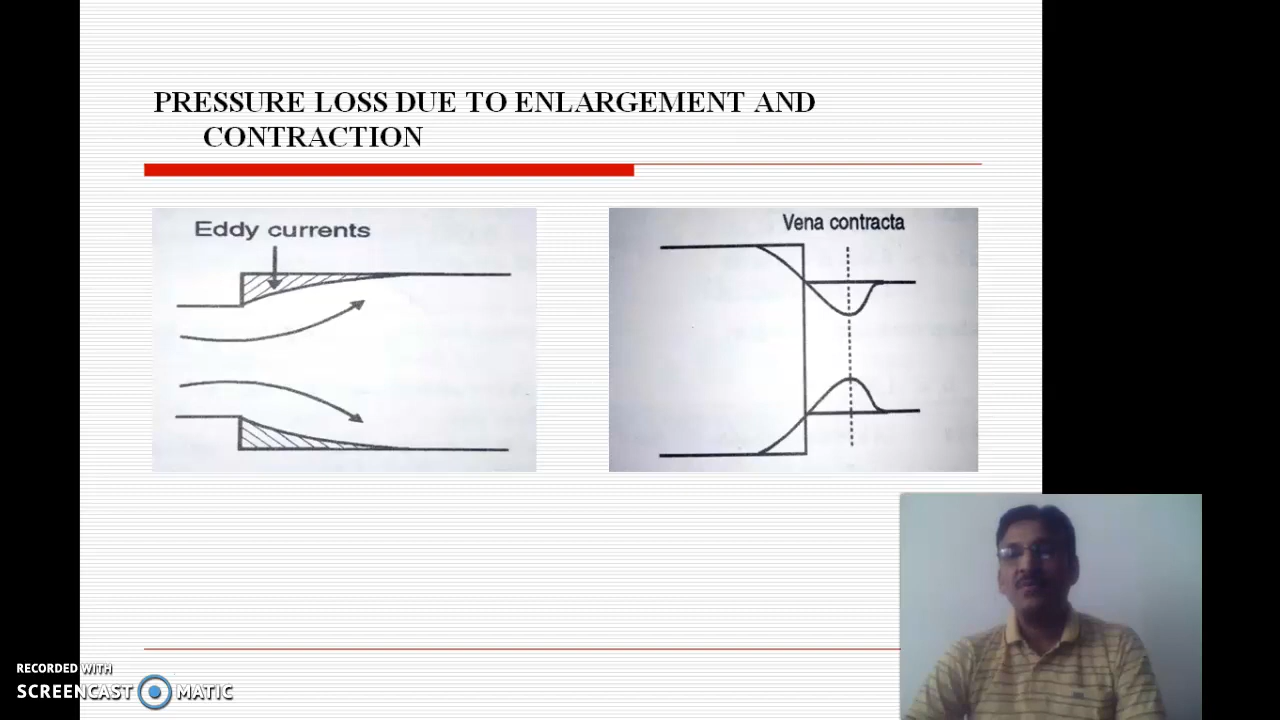 PRESSURE LOSS DUE TO ENLARGEMENT AND
CONTRACTION
Eddy currents
Vena contracta
RECORDED WITH
SCREENCAST MATIC